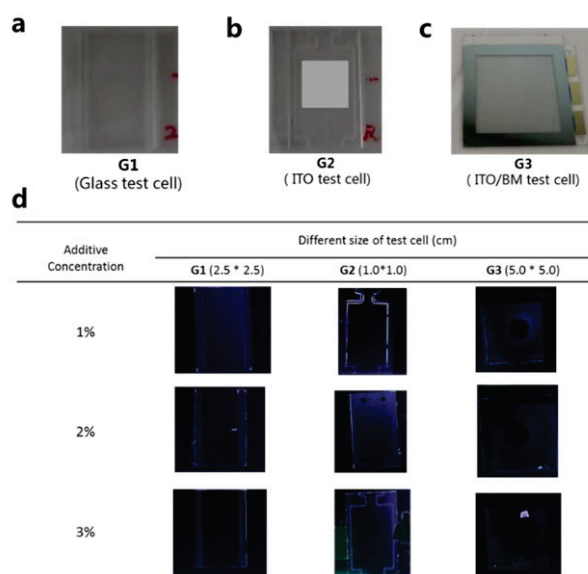 a
b
c
2
R
G1
(Glass test cell)
G2
( ITO test cell)
G3
( ITO/BM test cell)
d
Additive
Concentration
Different size of test cell (cm)
G1 (2.5 * 2.5)
G2 (1.0*1.0)
G3 (5.0 * 5.0)
1%
2%
3%